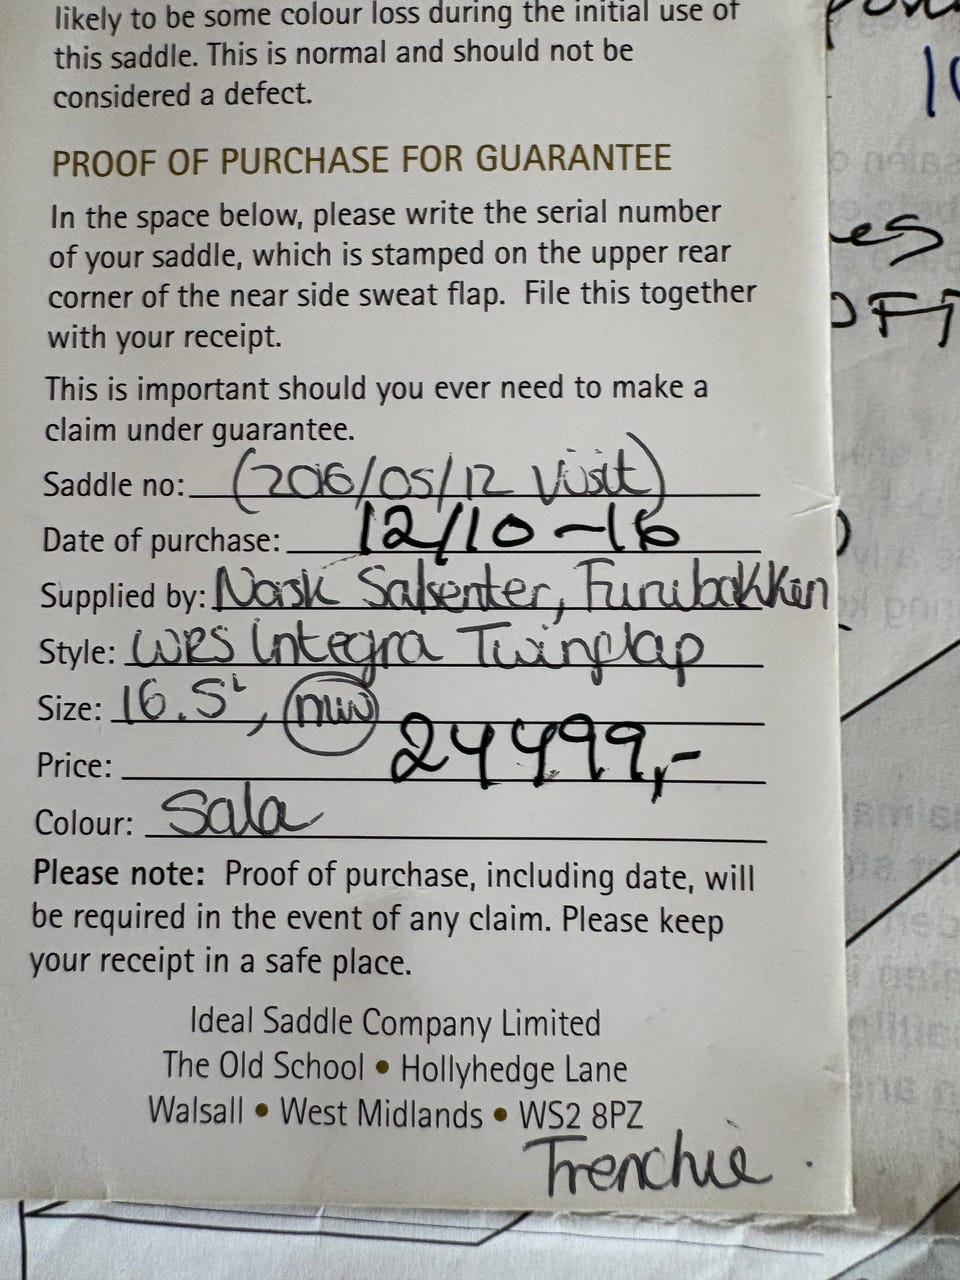 likely to be some colour loss during the initial use of
this saddle. This is normal and should not be
considered a defect.
PROOF OF PURCHASE FOR GUARANTEE
In the space below, please write the serial number
of your saddle, which is stamped on the upper rear
corner of the near side sweat flap. File this together
with your receipt.
This is important should you ever need to make a
claim under guarantee.
Saddle no: (2016/05/12 Visit)
Date of purchase: 12/10-16
Supplied by: Norsk Salsenter, Furubakken
Style: WRS Integra Twinflap
Size: 16.5", MW
Price: 24499,-
Colour: Sala
Please note: Proof of purchase, including date, will
be required in the event of any claim. Please keep
your receipt in a safe place.
Ideal Saddle Company Limited
The Old School • Hollyhedge Lane
Walsall • West Midlands • WS2 8PZ
Frenchie.